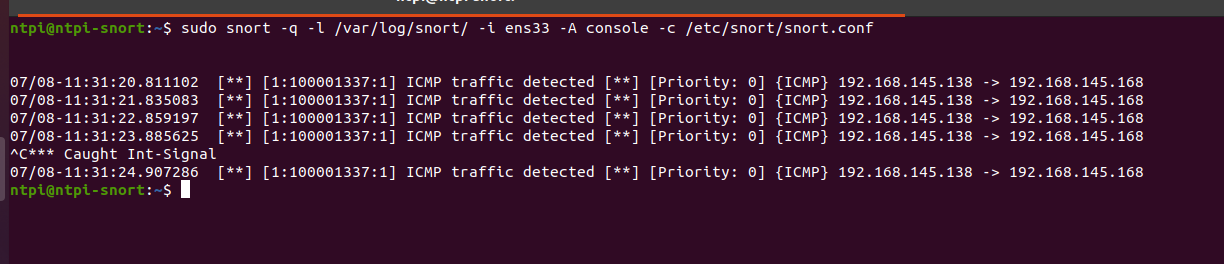 ntpi@ntpi-snort:~$ sudo snort -q -l /var/log/snort/ -i ens33 -A console -c /etc/snort/snort.conf
07/08-11:31:20.811102  [**] [1:100001337:1] ICMP traffic detected [**] [Priority: 0] {ICMP} 192.168.145.138 -> 192.168.145.168
07/08-11:31:21.835083  [**] [1:100001337:1] ICMP traffic detected [**] [Priority: 0] {ICMP} 192.168.145.138 -> 192.168.145.168
07/08-11:31:22.859197  [**] [1:100001337:1] ICMP traffic detected [**] [Priority: 0] {ICMP} 192.168.145.138 -> 192.168.145.168
07/08-11:31:23.885625  [**] [1:100001337:1] ICMP traffic detected [**] [Priority: 0] {ICMP} 192.168.145.138 -> 192.168.145.168
^C*** Caught Int-Signal
07/08-11:31:24.907286  [**] [1:100001337:1] ICMP traffic detected [**] [Priority: 0] {ICMP} 192.168.145.138 -> 192.168.145.168
ntpi@ntpi-snort:~$